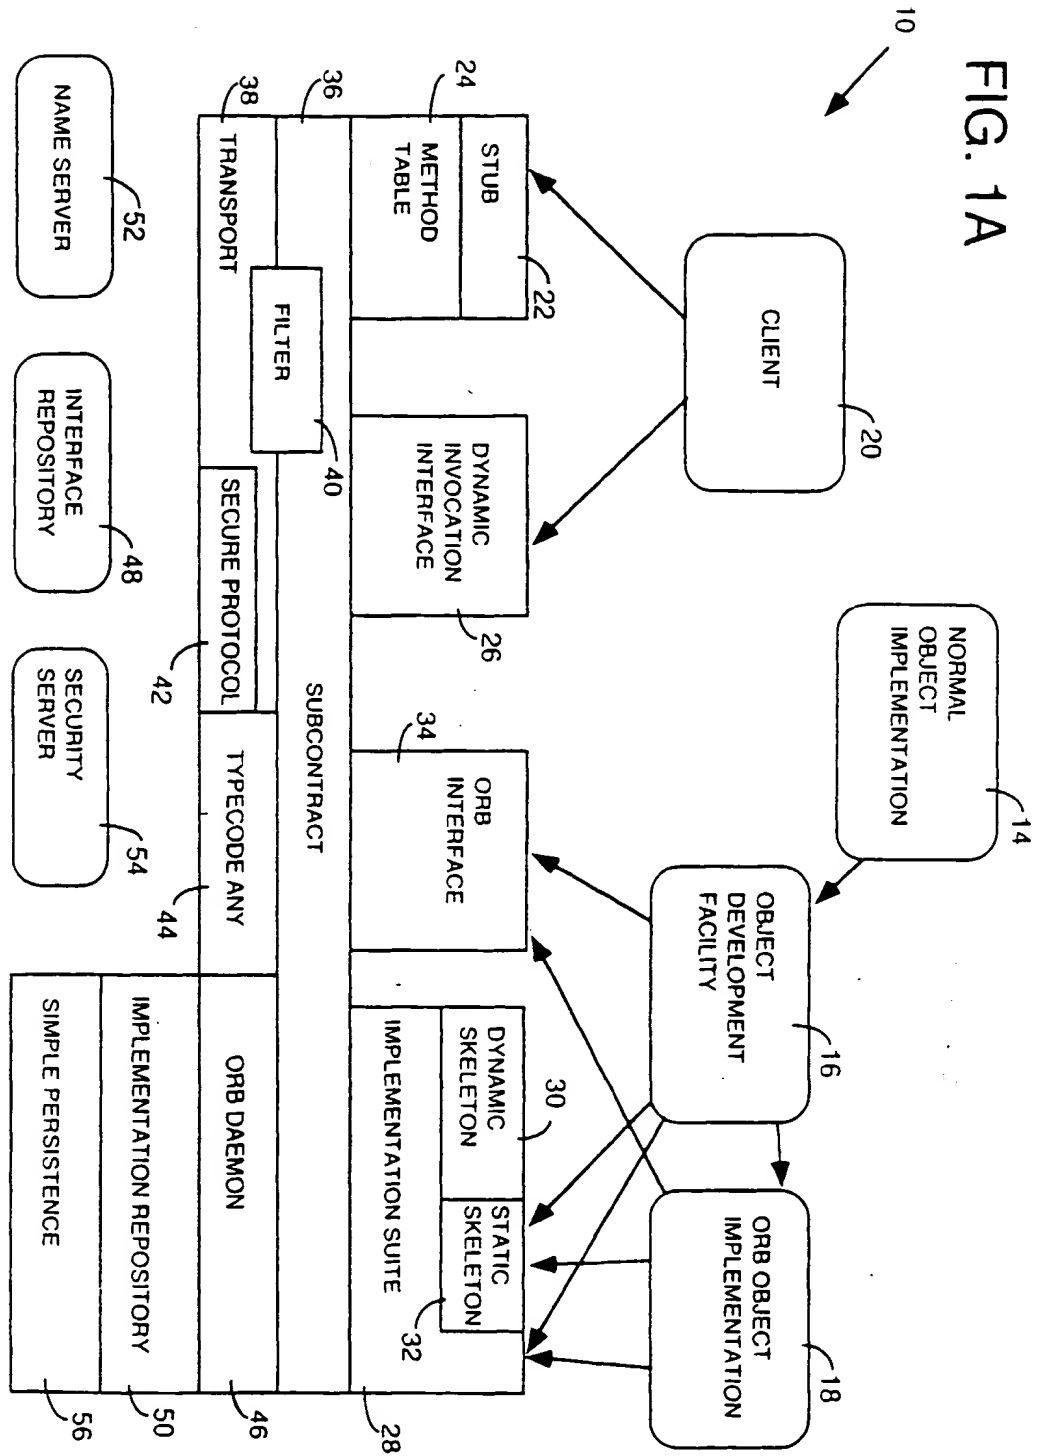 FIG. 1A
10
CLIENT
20
NORMAL
OBJECT
IMPLEMENTATION
14
OBJECT
DEVELOPMENT
FACILITY
16
ORB OBJECT
IMPLEMENTATION
18
STUB
22
24
METHOD
TABLE
DYNAMIC
INVOCATION
INTERFACE
26
34
ORB
INTERFACE
DYNAMIC
SKELETON
30
STATIC
SKELETON
32
IMPLEMENTATION SUITE
28
36
SUBCONTRACT
FILTER
40
38
TRANSPORT
SECURE PROTOCOL
42
TYPECODE ANY
44
ORB DAEMON
46
IMPLEMENTATION REPOSITORY
50
SIMPLE PERSISTENCE
56
NAME SERVER
52
INTERFACE
REPOSITORY
48
SECURITY
SERVER
54